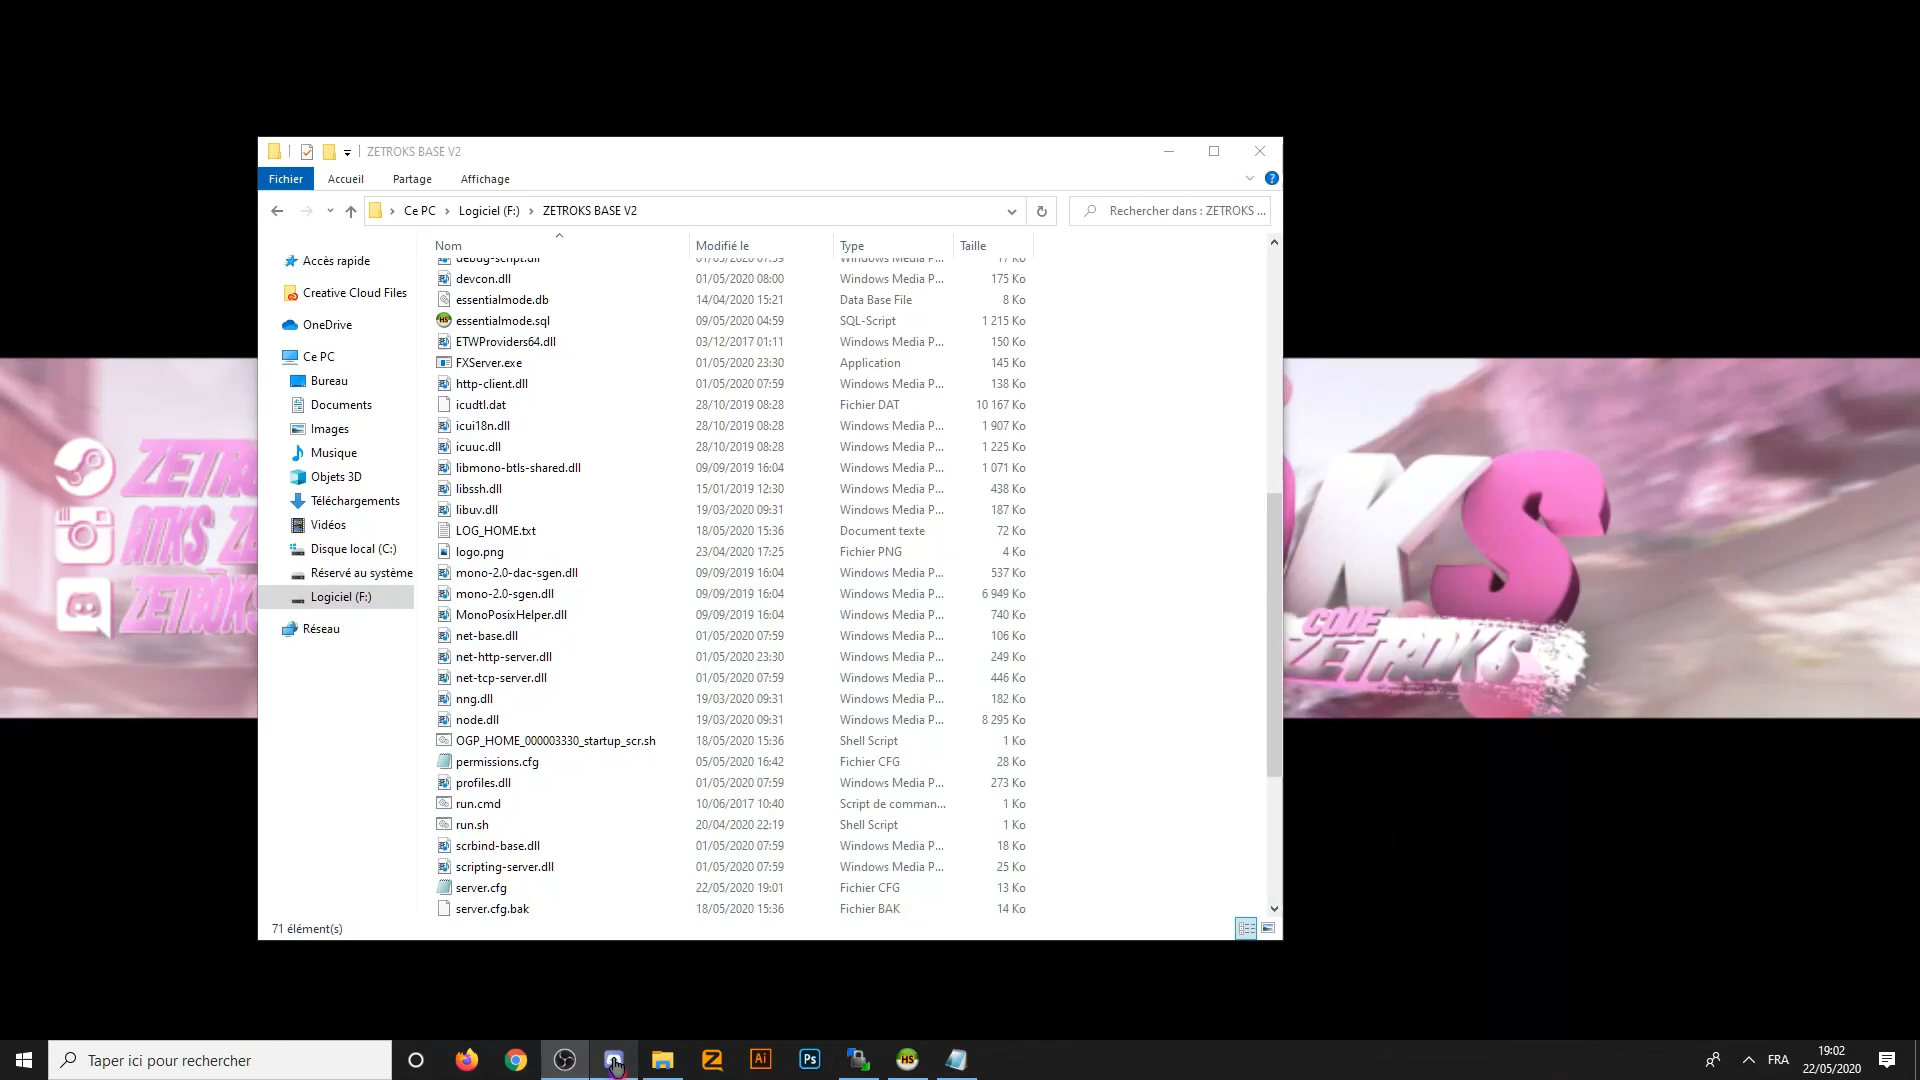 ZETROKS BASE V2
Fichier Accueil Partage Affichage
Ce PC Logiciel (F:) ZETROKS BASE V2 Rechercher dans : ZETROKS ...
Nom Modifié le Type Taille
Accès rapide
Creative Cloud Files
OneDrive
Ce PC
Bureau
Documents
Images
Musique
Objets 3D
Téléchargements
Vidéos
Disque local (C:)
Réservé au système
Logiciel (F:)
Réseau
debug-script.dll 01/05/2020 07:59 Windows Media P... 17 Ko
devcon.dll 01/05/2020 08:00 Windows Media P... 175 Ko
essentialmode.db 14/04/2020 15:21 Data Base File 8 Ko
essentialmode.sql 09/05/2020 04:59 SQL-Script 1 215 Ko
ETWProviders64.dll 03/12/2017 01:11 Windows Media P... 150 Ko
FXServer.exe 01/05/2020 23:30 Application 145 Ko
http-client.dll 01/05/2020 07:59 Windows Media P... 138 Ko
icudtl.dat 28/10/2019 08:28 Fichier DAT 10 167 Ko
icui18n.dll 28/10/2019 08:28 Windows Media P... 1 907 Ko
icuuc.dll 28/10/2019 08:28 Windows Media P... 1 225 Ko
libmono-btls-shared.dll 09/09/2019 16:04 Windows Media P... 1 071 Ko
libssh.dll 15/01/2019 12:30 Windows Media P... 438 Ko
libuv.dll 19/03/2020 09:31 Windows Media P... 187 Ko
LOG_HOME.txt 18/05/2020 15:36 Document texte 72 Ko
logo.png 23/04/2020 17:25 Fichier PNG 4 Ko
mono-2.0-dac-sgen.dll 09/09/2019 16:04 Windows Media P... 537 Ko
mono-2.0-sgen.dll 09/09/2019 16:04 Windows Media P... 6 949 Ko
MonoPosixHelper.dll 09/09/2019 16:04 Windows Media P... 740 Ko
net-base.dll 01/05/2020 07:59 Windows Media P... 106 Ko
net-http-server.dll 01/05/2020 23:30 Windows Media P... 249 Ko
net-tcp-server.dll 01/05/2020 07:59 Windows Media P... 446 Ko
nng.dll 19/03/2020 09:31 Windows Media P... 182 Ko
node.dll 19/03/2020 09:31 Windows Media P... 8 295 Ko
OGP_HOME_000003330_startup_scr.sh 18/05/2020 15:36 Shell Script 1 Ko
permissions.cfg 05/05/2020 16:42 Fichier CFG 28 Ko
profiles.dll 01/05/2020 07:59 Windows Media P... 273 Ko
run.cmd 10/06/2017 10:40 Script de comman... 1 Ko
run.sh 20/04/2020 22:19 Shell Script 1 Ko
scrbind-base.dll 01/05/2020 07:59 Windows Media P... 18 Ko
scripting-server.dll 01/05/2020 07:59 Windows Media P... 25 Ko
server.cfg 22/05/2020 19:01 Fichier CFG 13 Ko
server.cfg.bak 18/05/2020 15:36 Fichier BAK 14 Ko
71 élément(s)
ZETR
ATKS ZE
ZETROKS
KS
CODE
ZETROKS
Taper ici pour rechercher
Ai
Ps
HS
FRA
19:02
22/05/2020